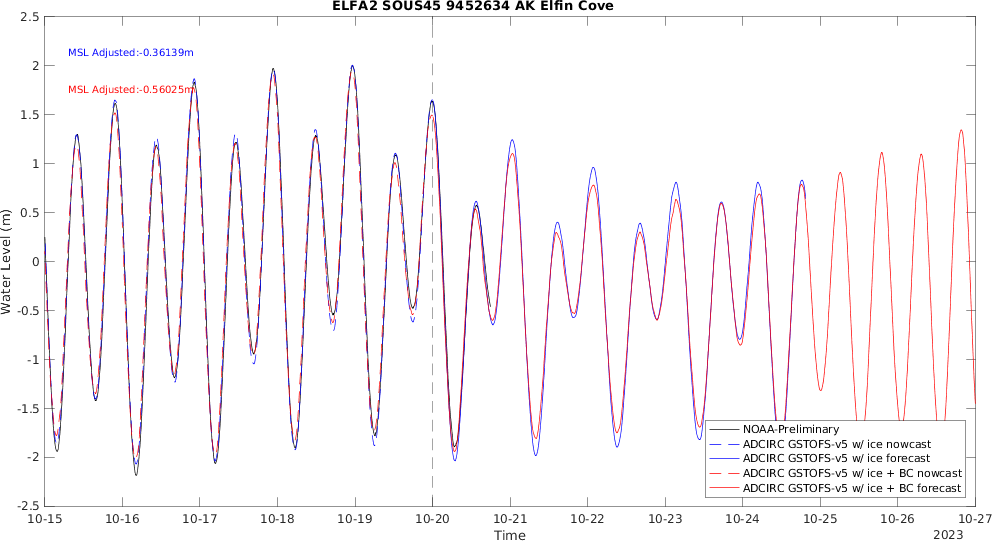 ELFA2 SOUS45 9452634 AK Elfin Cove
MSL Adjusted:-0.36139m
MSL Adjusted:-0.56025m
Water Level (m)
2.5
2
1.5
1
0.5
0
-0.5
-1
-1.5
-2
-2.5
NOAA-Preliminary
ADCIRC GSTOFS-v5 w/ ice nowcast
ADCIRC GSTOFS-v5 w/ ice forecast
ADCIRC GSTOFS-v5 w/ ice + BC nowcast
ADCIRC GSTOFS-v5 w/ ice + BC forecast
10-15 10-16 10-17 10-18 10-19 10-20 10-21 10-22 10-23 10-24 10-25 10-26 10-27
Time
2023